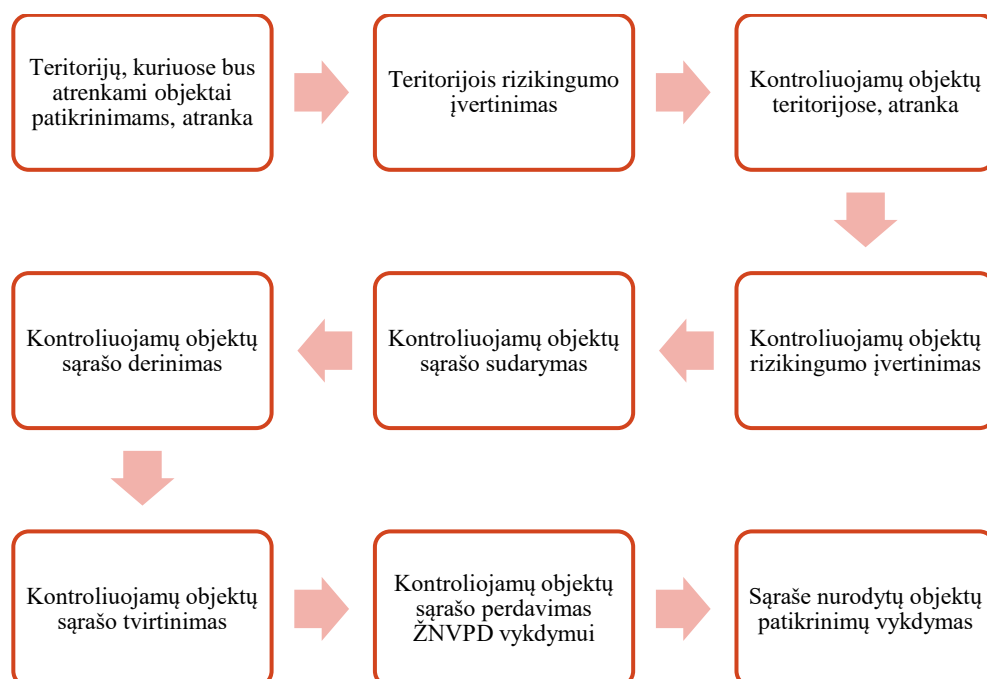 Teritorijų, kuriuose bus
atrenkami objektai
patikrinimams, atranka
Teritorijois rizikingumo
įvertinimas
Kontroliuojamų objektų
teritorijose, atranka
Kontroliuojamų objektų
rizikingumo įvertinimas
Kontroliuojamų objektų
sąrašo sudarymas
Kontroliuojamų objektų
sąrašo derinimas
Kontroliuojamų objektų
sąrašo tvirtinimas
Kontroliojamų objektų
sąrašo perdavimas
ŽNVPD vykdymui
Sąraše nurodytų objektų
patikrinimų vykdymas